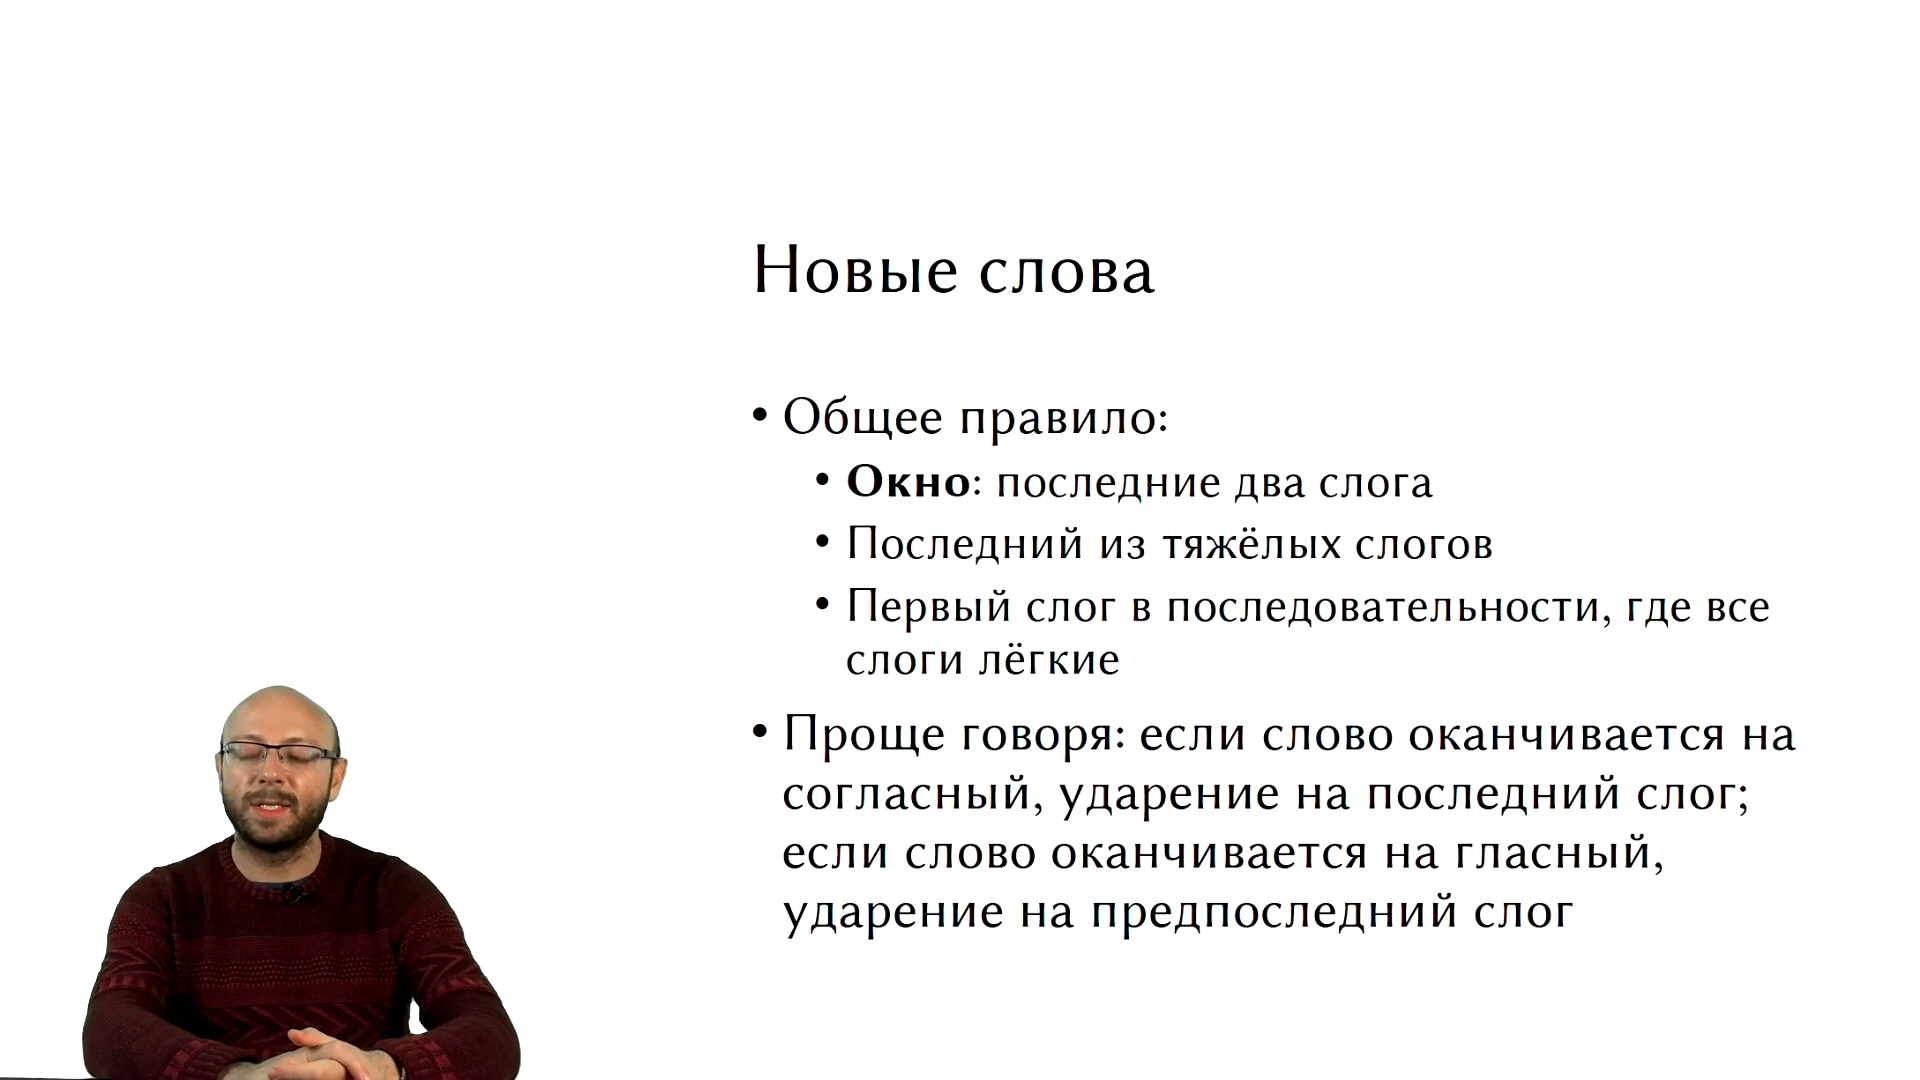 Новые слова
• Общее правило:
• Окно: последние два слога
• Последний из тяжёлых слогов
• Первый слог в последовательности, где все
слоги лёгкие
• Проще говоря: если слово оканчивается на
согласный, ударение на последний слог;
если слово оканчивается на гласный,
ударение на предпоследний слог